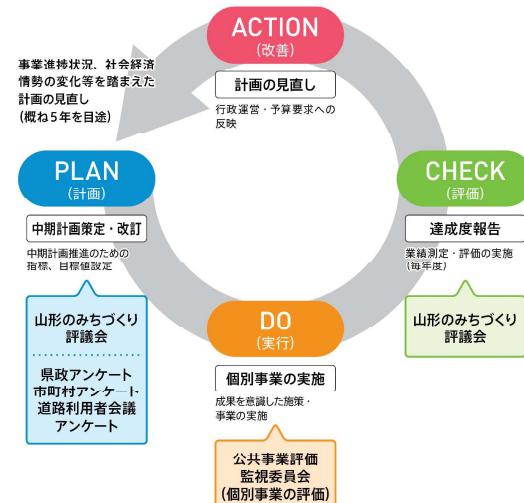 ACTION
(改善)
計画の見直し
行政運営・予算要求への
反映
事業進捗状況、社会経済
情勢の変化等を踏まえた
計画の見直し
(概ね5年を目途)
PLAN
(計画)
中期計画策定・改訂
中期計画推進のための
指標、目標値設定
山形のみちづくり
評議会
県政アンケート
市町村アンケート
道路利用者会議
アンケート
DO
(実行)
個別事業の実施
成果を意識した施策・
事業の実施
公共事業評価
監視委員会
(個別事業の評価)
CHECK
(評価)
達成度報告
業績測定・評価の実施
(毎年度)
山形のみちづくり
評議会